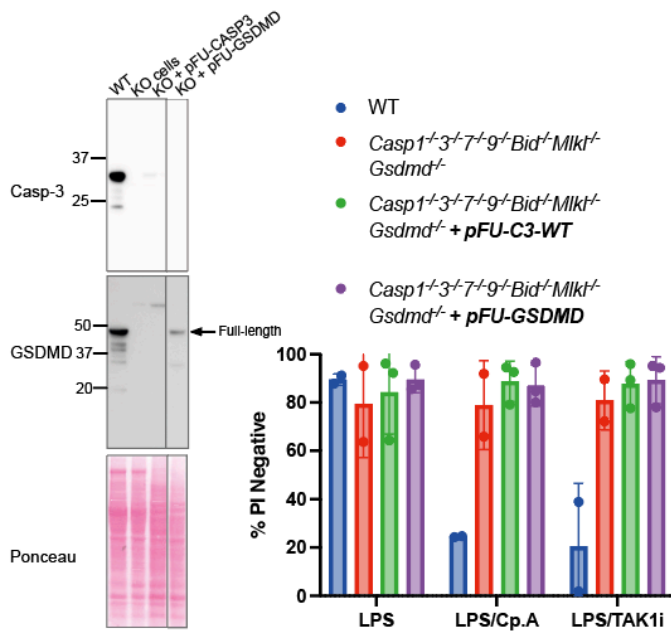 WT
KO cells
KO + pFU-CASP3
KO + pFU-GSDMD
37
Casp-3
25
50
Full-length
GSDMD
37
20
Ponceau
WT
Casp1-/-3-/-7-/-9-/-Bid-/-Mlkl-/-
Gsdmd-/-
Casp1-/-3-/-7-/-9-/-Bid-/-Mlkl-/-
Gsdmd-/- + pFU-C3-WT
Casp1-/-3-/-7-/-9-/-Bid-/-Mlkl-/-
Gsdmd-/- + pFU-GSDMD
% PI Negative
100
80
60
40
20
0
LPS
LPS/Cp.A
LPS/TAK1i